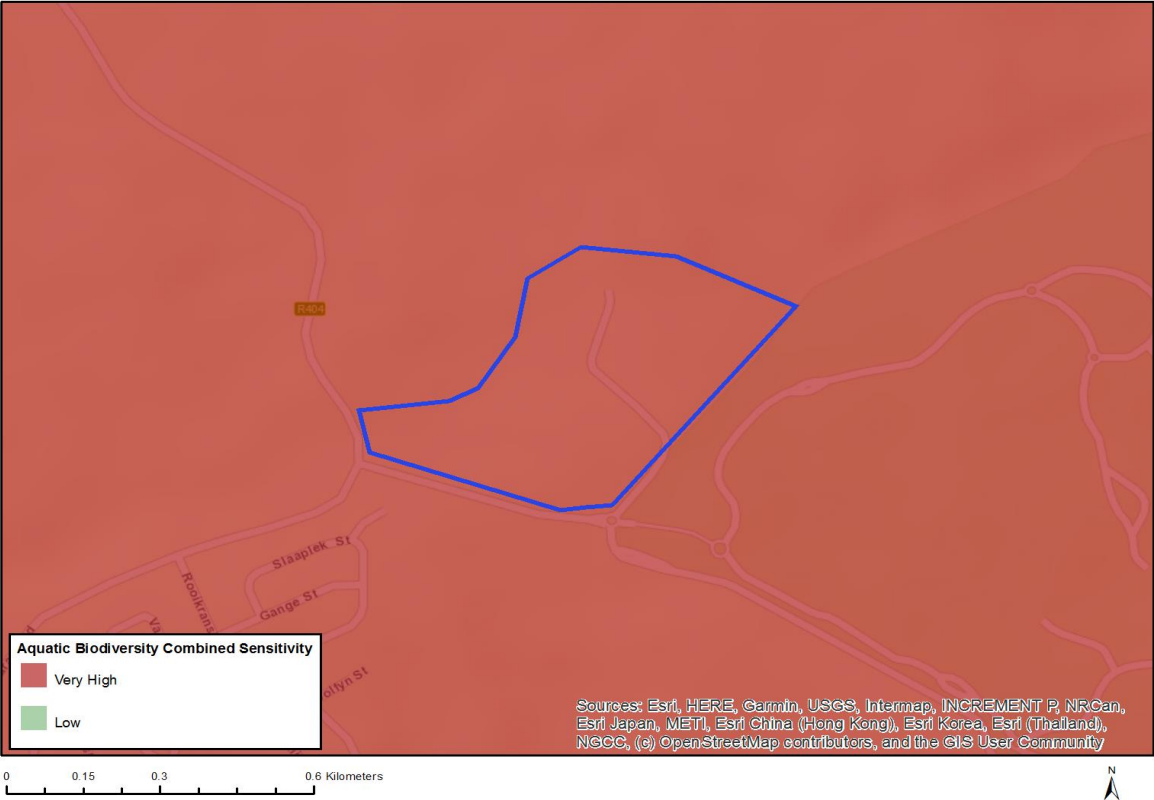 R404
Slaaplek St
Gange St
Rooikrans
Aquatic Biodiversity Combined Sensitivity
Very High
Low
Sources: Esri, HERE, Garmin, USGS, Intermap, INCREMENT P, NRCan,
Esri Japan, METI, Esri China (Hong Kong), Esri Korea, Esri (Thailand),
NGCC, (c) OpenStreetMap contributors, and the GIS User Community
0 0.15 0.3 0.6 Kilometers
N